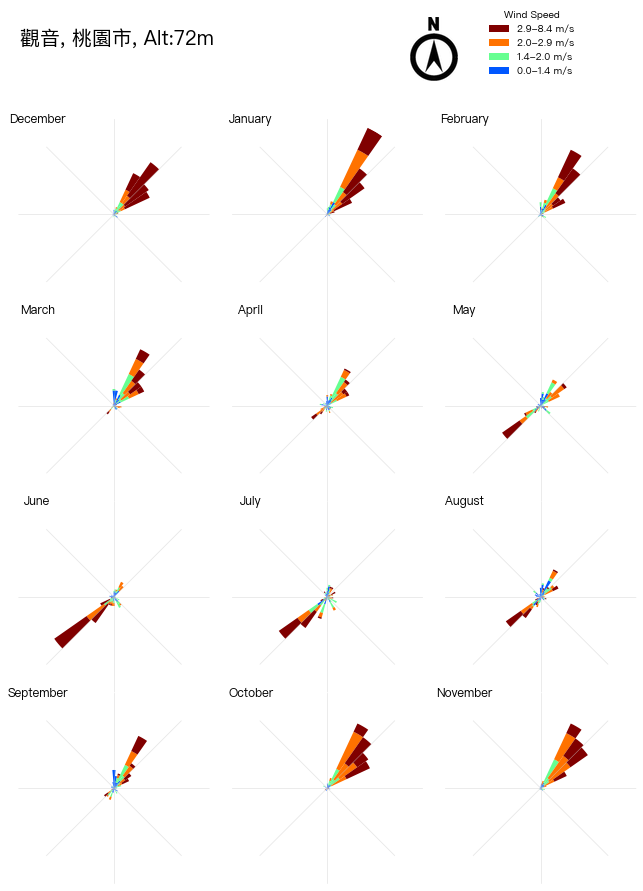 觀音, 桃園市, Alt:72m
N
Wind Speed
2.9–8.4 m/s
2.0–2.9 m/s
1.4–2.0 m/s
0.0–1.4 m/s
December
January
February
March
April
May
June
July
August
September
October
November